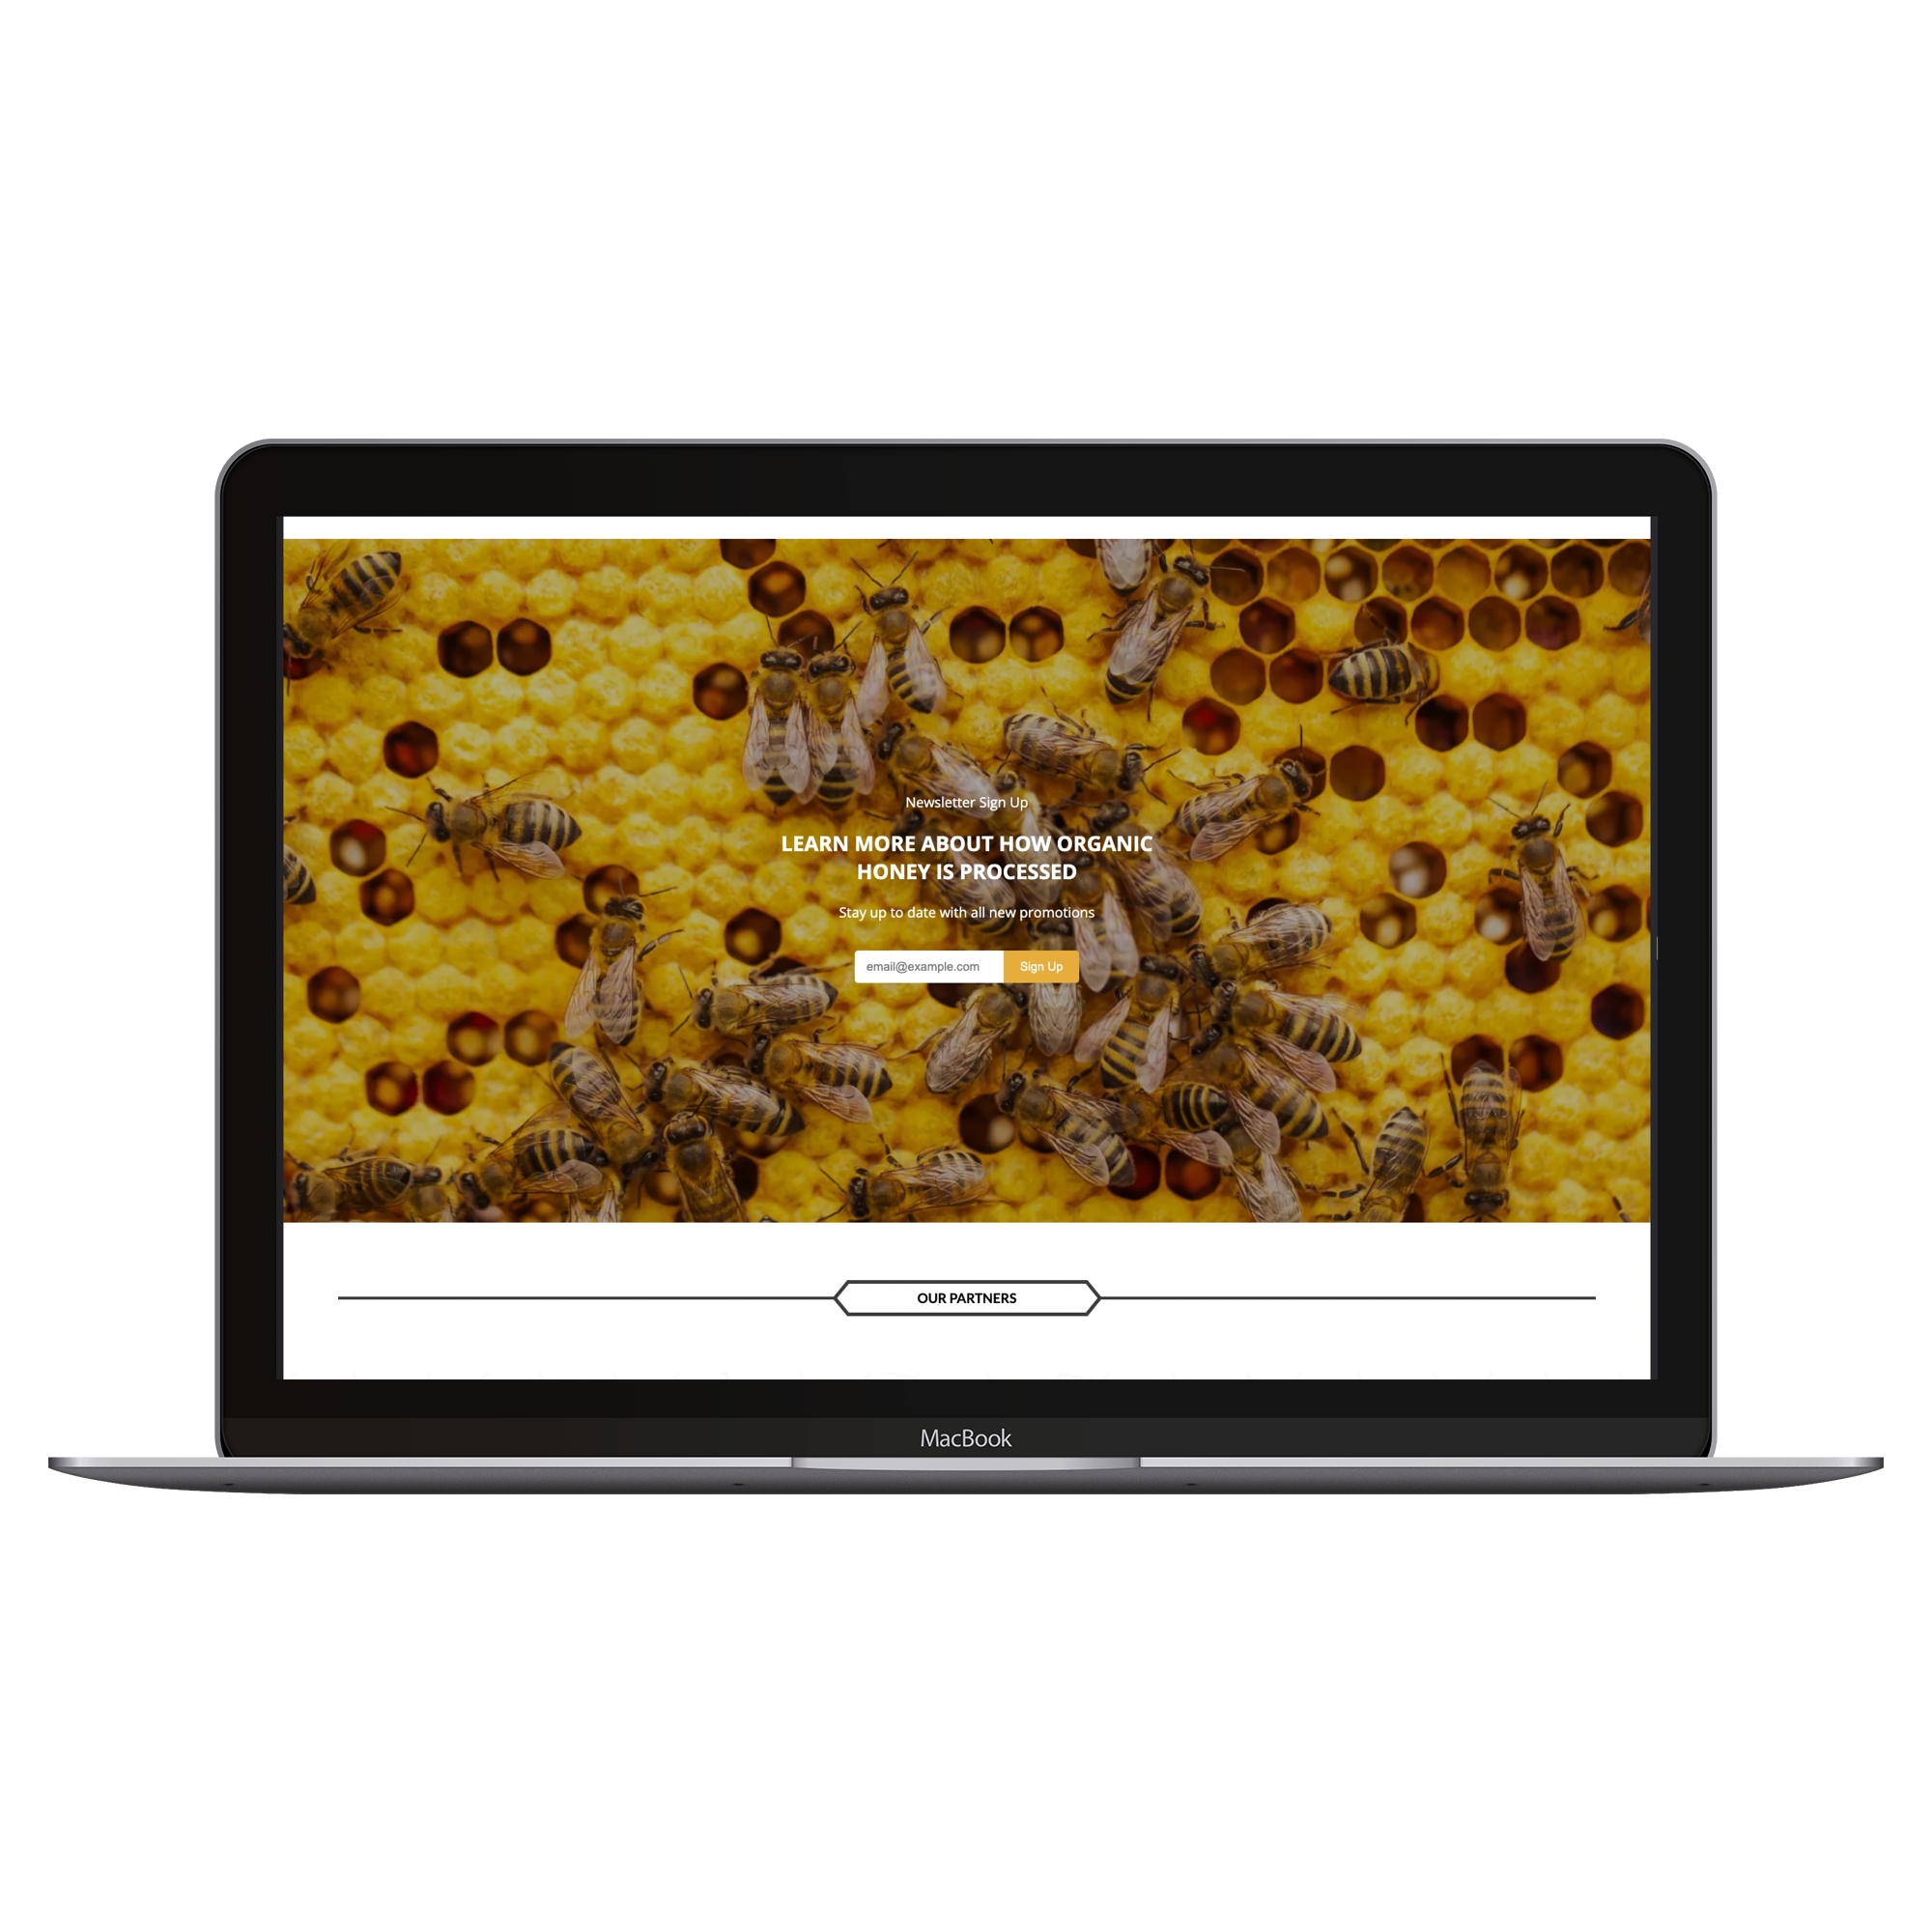 Newsletter Sign Up
LEARN MORE ABOUT HOW ORGANIC
HONEY IS PROCESSED
Stay up to date with all new promotions
email@example.com Sign Up
OUR PARTNERS
MacBook